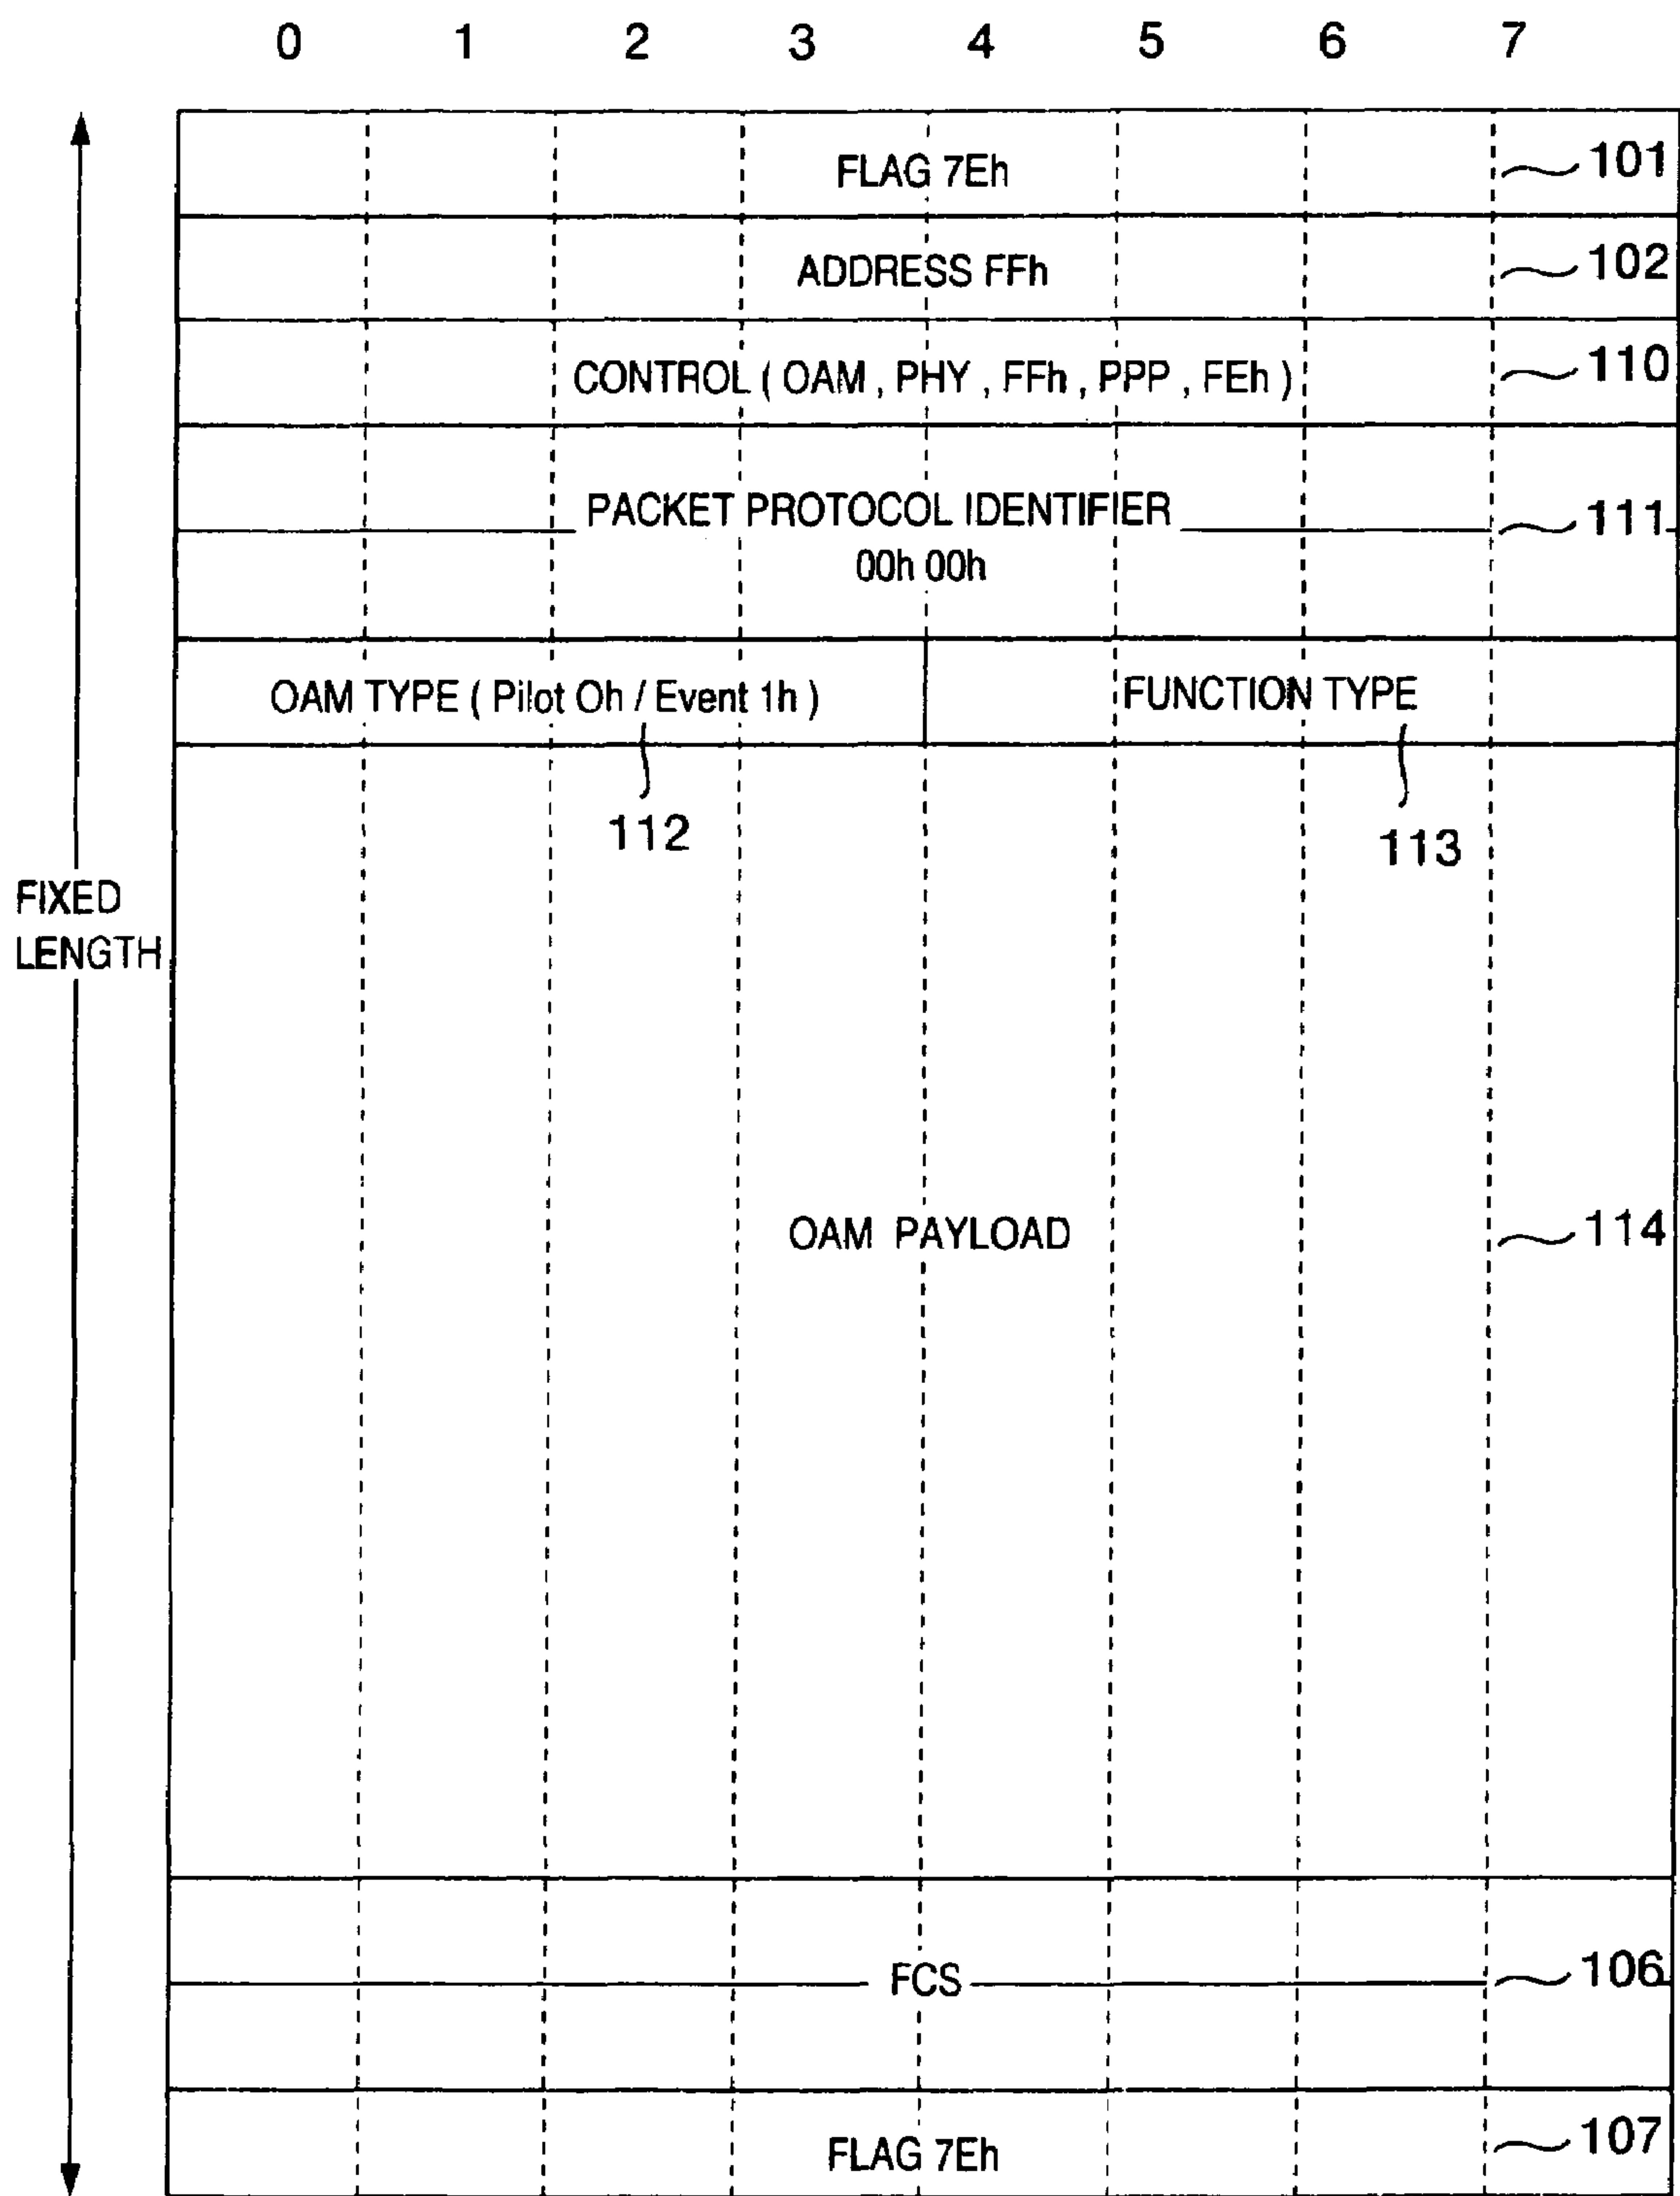 0 1 2 3 4 5 6 7
FLAG 7Eh 101
ADDRESS FFh 102
CONTROL ( OAM , PHY , FFh , PPP , FEh ) 110
PACKET PROTOCOL IDENTIFIER 111
00h 00h
OAM TYPE ( Pilot Oh / Event 1h ) FUNCTION TYPE
112 113
FIXED
LENGTH
OAM PAYLOAD 114
FCS 106
FLAG 7Eh 107